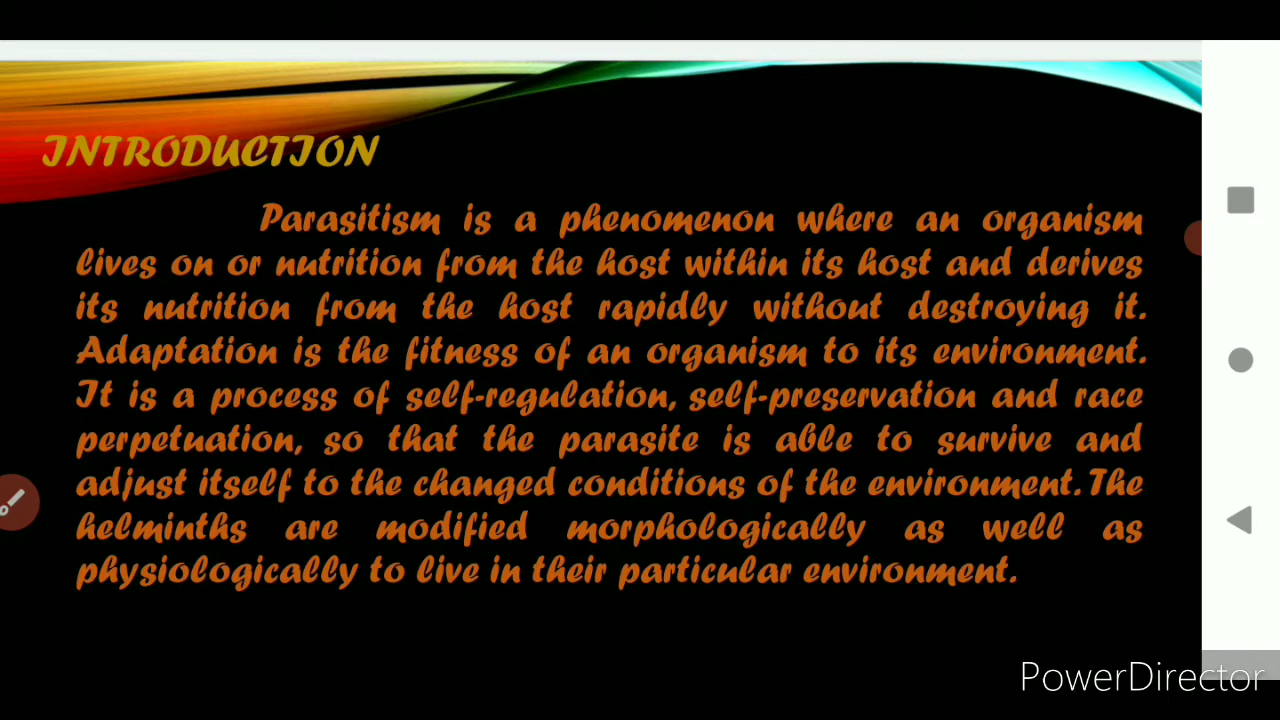 INTRODUCTION
Parasitism is a phenomenon where an organism
lives on or nutrition from the host within its host and derives
its nutrition from the host rapidly without destroying it.
Adaptation is the fitness of an organism to its environment.
It is a process of self-regulation, self-preservation and race
perpetuation, so that the parasite is able to survive and
adjust itself to the changed conditions of the environment. The
helminths are modified morphologically as well as
physiologically to live in their particular environment.
PowerDirector